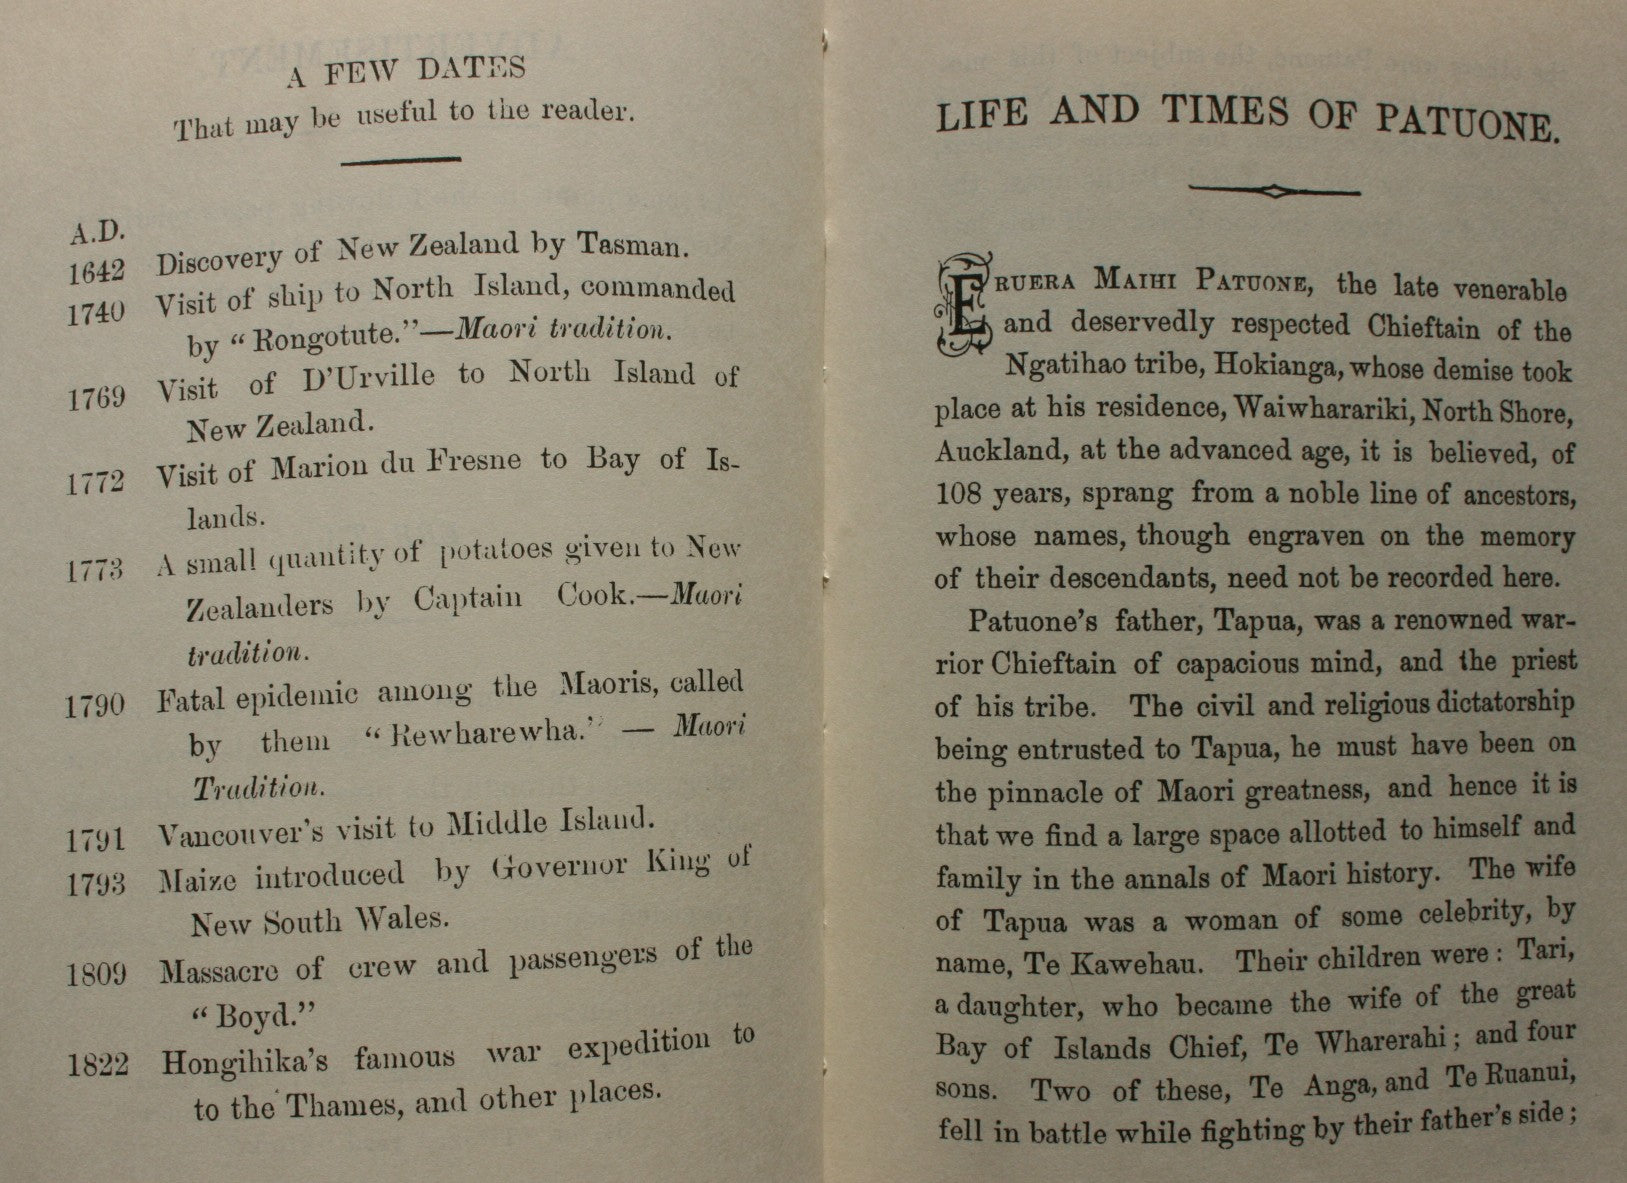 A FEW DATES
That may be useful to the reader.
A.D.
1642 Discovery of New Zealand by Tasman.
1740 Visit of ship to North Island, commanded
by “Rongotute.”—Maori tradition.
1769 Visit of D’Urville to North Island of
New Zealand.
1772 Visit of Marion du Fresne to Bay of Is-
lands.
1773 A small quantity of potatoes given to New
Zealanders by Captain Cook.—Maori
tradition.
1790 Fatal epidemic among the Maoris, called
by them “Rewharewha.” — Maori
Tradition.
1791 Vancouver’s visit to Middle Island.
1793 Maize introduced by Governor King of
New South Wales.
1809 Massacre of crew and passengers of the
“Boyd.”
1822 Hongihika’s famous war expedition to
to the Thames, and other places.
LIFE AND TIMES OF PATUONE.
ERUERA MAIHI PATUONE, the late venerable
and deservedly respected Chieftain of the
Ngatihao tribe, Hokianga, whose demise took
place at his residence, Waiwharariki, North Shore,
Auckland, at the advanced age, it is believed, of
108 years, sprang from a noble line of ancestors,
whose names, though engraven on the memory
of their descendants, need not be recorded here.
Patuone’s father, Tapua, was a renowned war-
rior Chieftain of capacious mind, and the priest
of his tribe. The civil and religious dictatorship
being entrusted to Tapua, he must have been on
the pinnacle of Maori greatness, and hence it is
that we find a large space allotted to himself and
family in the annals of Maori history. The wife
of Tapua was a woman of some celebrity, by
name, Te Kawehau. Their children were : Tari,
a daughter, who became the wife of the great
Bay of Islands Chief, Te Wharerahi ; and four
sons. Two of these, Te Anga, and Te Ruanui,
fell in battle while fighting by their father’s side ;